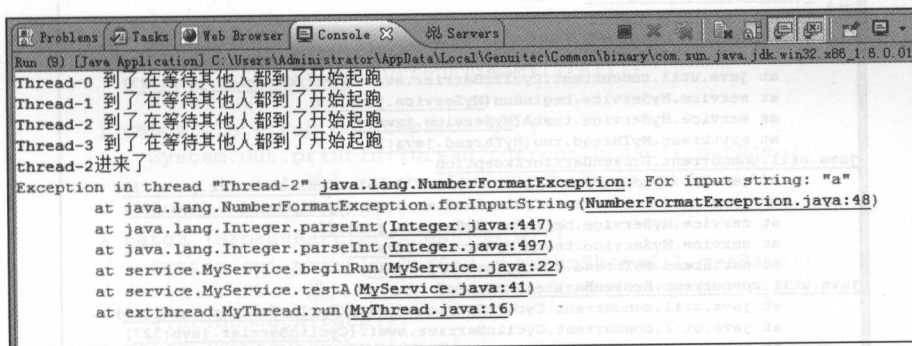 Problems Tasks Web Browser Console Servers
Run (9) [Java Application] C:\Users\Administrator\AppData\Local\Genuitec\Common\binary\com.sun.java.jdk.win32.x86_1.6.0.01
Thread-0 到了 在等待其他人都到了开始起跑
Thread-1 到了 在等待其他人都到了开始起跑
Thread-2 到了 在等待其他人都到了开始起跑
Thread-3 到了 在等待其他人都到了开始起跑
thread-2进来了
Exception in thread "Thread-2" java.lang.NumberFormatException: For input string: "a"
at java.lang.NumberFormatException.forInputString(NumberFormatException.java:48)
at java.lang.Integer.parseInt(Integer.java:447)
at java.lang.Integer.parseInt(Integer.java:497)
at service.MyService.beginRun(MyService.java:22)
at service.MyService.testA(MyService.java:41)
at extthread.MyThread.run(MyThread.java:16)